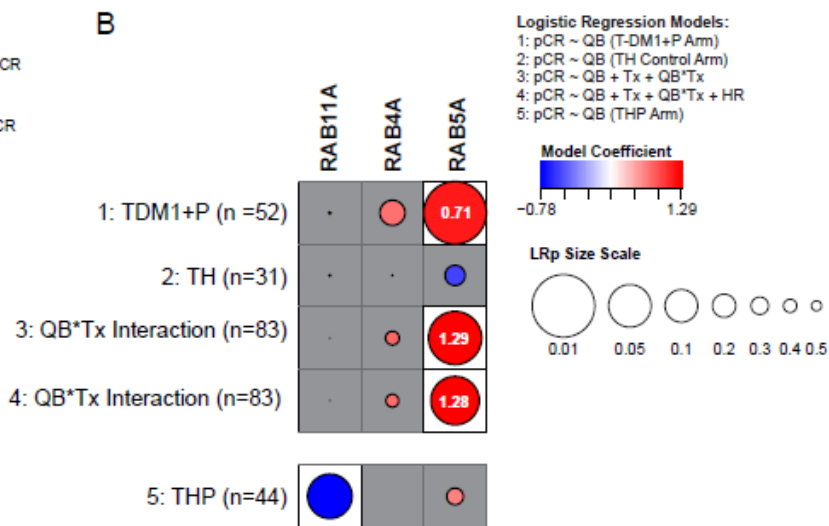 B
CR
CR
RAB11A
RAB4A
RAB5A
1: TDM1+P (n =52)
0.71
2: TH (n=31)
3: QB*Tx Interaction (n=83)
1.29
4: QB*Tx Interaction (n=83)
1.28
5: THP (n=44)
Logistic Regression Models:
1: pCR ~ QB (T-DM1+P Arm)
2: pCR ~ QB (TH Control Arm)
3: pCR ~ QB + Tx + QB*Tx
4: pCR ~ QB + Tx + QB*Tx + HR
5: pCR ~ QB (THP Arm)
Model Coefficient
−0.78 1.29
LRp Size Scale
0.01 0.05 0.1 0.2 0.3 0.4 0.5